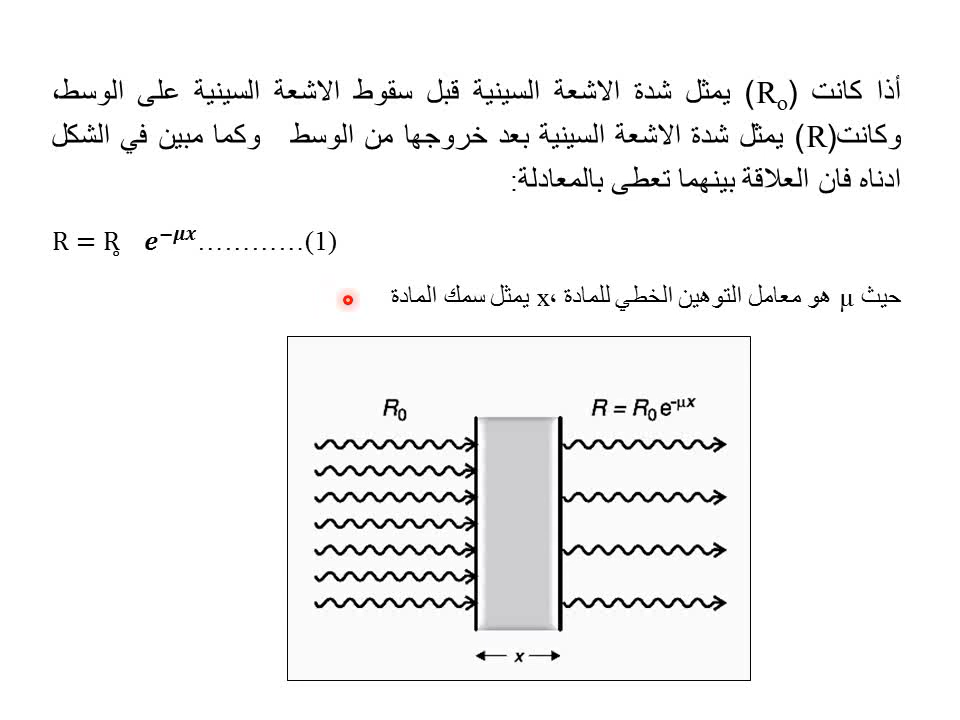 أذا كانت (Ro) يمثل شدة الاشعة السينية قبل سقوط الاشعة السينية على الوسط،
وكانت(R) يمثل شدة الاشعة السينية بعد خروجها من الوسط وكما مبين في الشكل
ادناه فان العلاقة بينهما تعطى بالمعادلة:
R = R∘ e^−μx…………(1)
حيث μ هو معامل التوهين الخطي للمادة ،x يمثل سمك المادة
R0
R = R0 e-μx
x